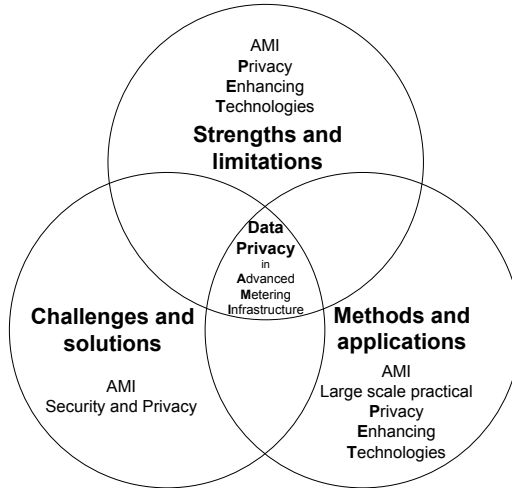 AMI
Privacy
Enhancing
Technologies
Strengths and
limitations
Data
Privacy
in
Advanced
Metering
Infrastructure
Challenges and
solutions
AMI
Security and Privacy
Methods and
applications
AMI
Large scale practical
Privacy
Enhancing
Technologies